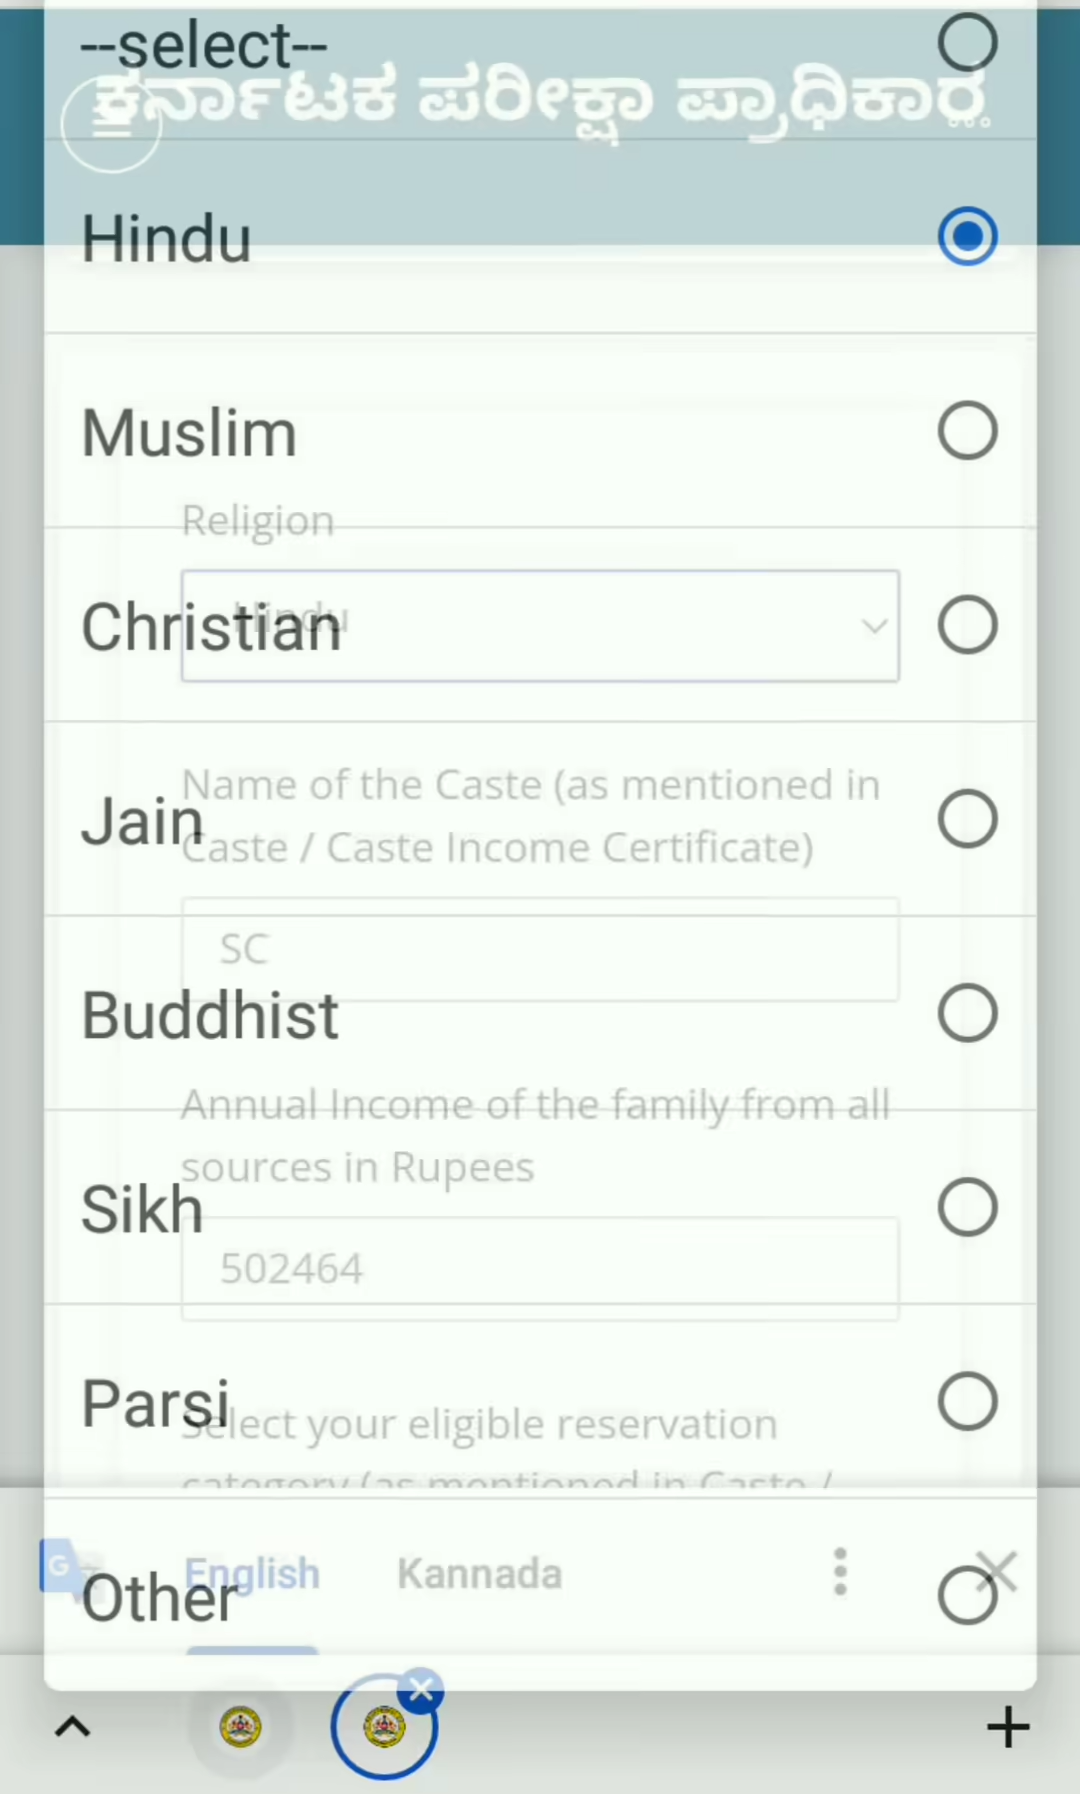 --select--
ಕರ್ನಾಟಕ ಪರೀಕ್ಷಾ ಪ್ರಾಧಿಕಾರ...
Hindu
Muslim
Religion
Hindu
Christian
Name of the Caste (as mentioned in
Jain
Caste / Caste Income Certificate)
SC
Buddhist
Annual Income of the family from all
sources in Rupees
Sikh
502464
Parsi
Select your eligible reservation
category (as mentioned in Caste /
English Kannada
Other